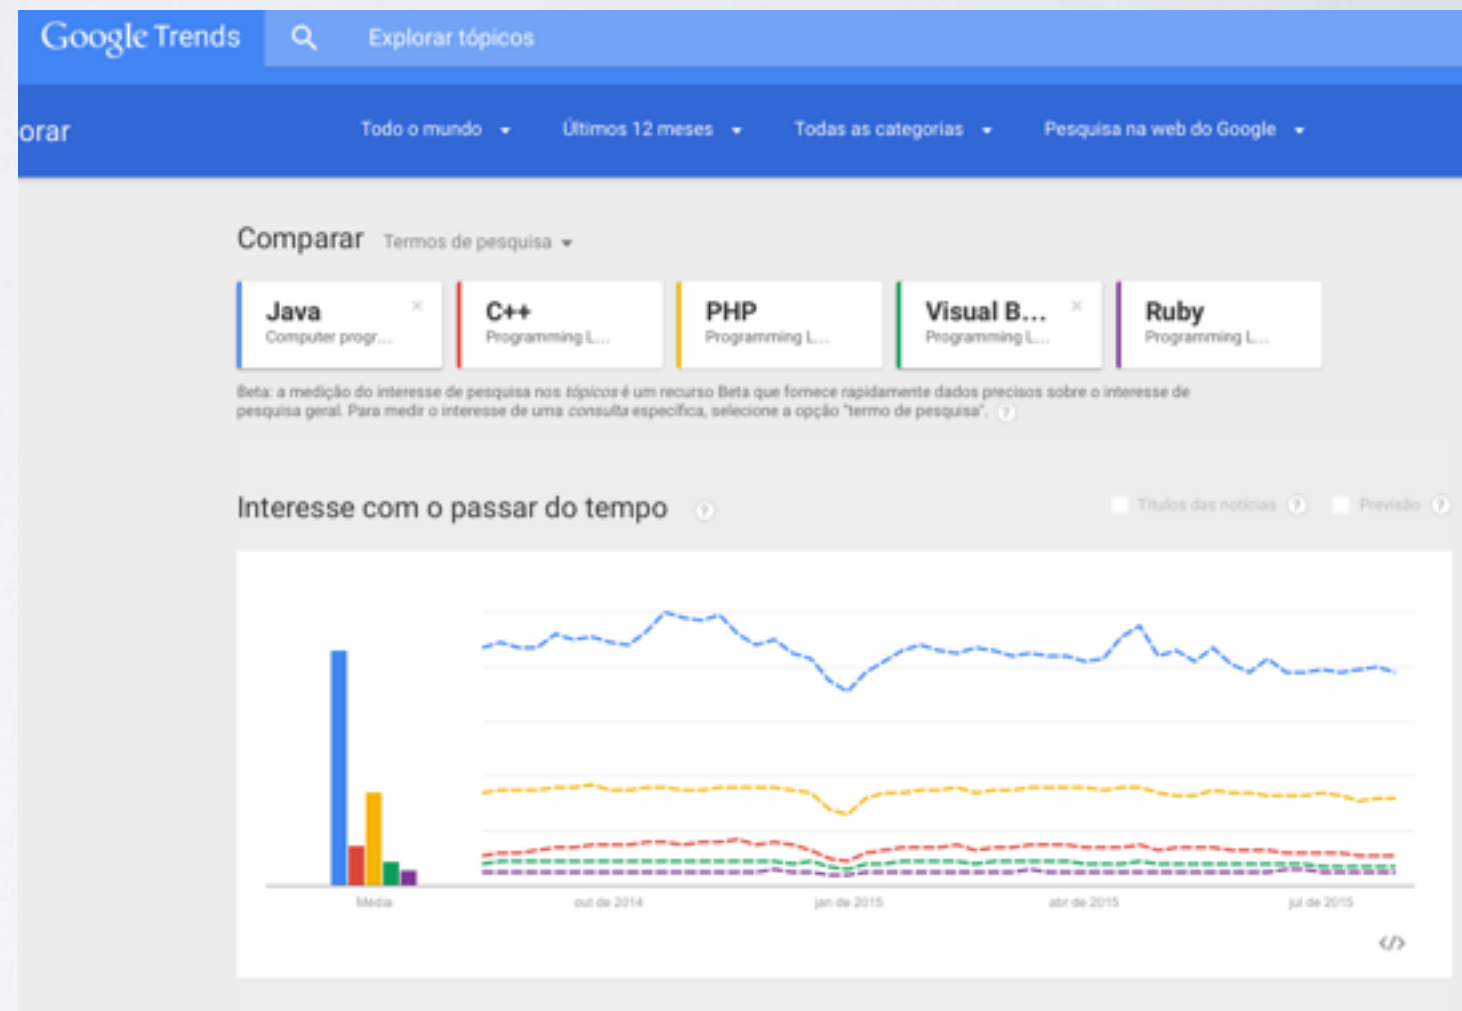 Google Trends Explorar tópicos
orar Todo o mundo Últimos 12 meses Todas as categorias Pesquisa na web do Google
Comparar Termos de pesquisa
Java C++ PHP Visual B... Ruby
Computer progr... Programming L... Programming L... Programming L... Programming L...
Beta: a medição do interesse de pesquisa nos tópicos é um recurso Beta que fornece rapidamente dados precisos sobre o interesse de
pesquisa geral. Para medir o interesse de uma consulta específica, selecione a opção "termo de pesquisa". ?
Interesse com o passar do tempo ? Títulos das notícias ? Previsão ?
Média out de 2014 jan de 2015 abr de 2015 jul de 2015
</>